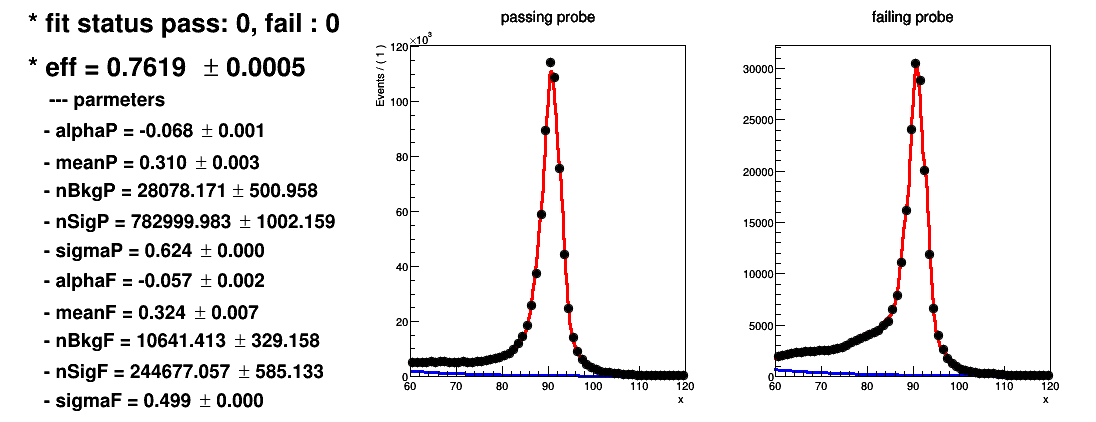 * fit status pass: 0, fail : 0
* eff = 0.7619 ± 0.0005
--- parmeters
- alphaP = -0.068 ± 0.001
- meanP = 0.310 ± 0.003
- nBkgP = 28078.171 ± 500.958
- nSigP = 782999.983 ± 1002.159
- sigmaP = 0.624 ± 0.000
- alphaF = -0.057 ± 0.002
- meanF = 0.324 ± 0.007
- nBkgF = 10641.413 ± 329.158
- nSigF = 244677.057 ± 585.133
- sigmaF = 0.499 ± 0.000
passing probe
×10³
Events / ( 1 )
120
100
80
60
40
20
0
60 70 80 90 100 110 120
x
failing probe
30000
25000
20000
15000
10000
5000
0
60 70 80 90 100 110 120
x